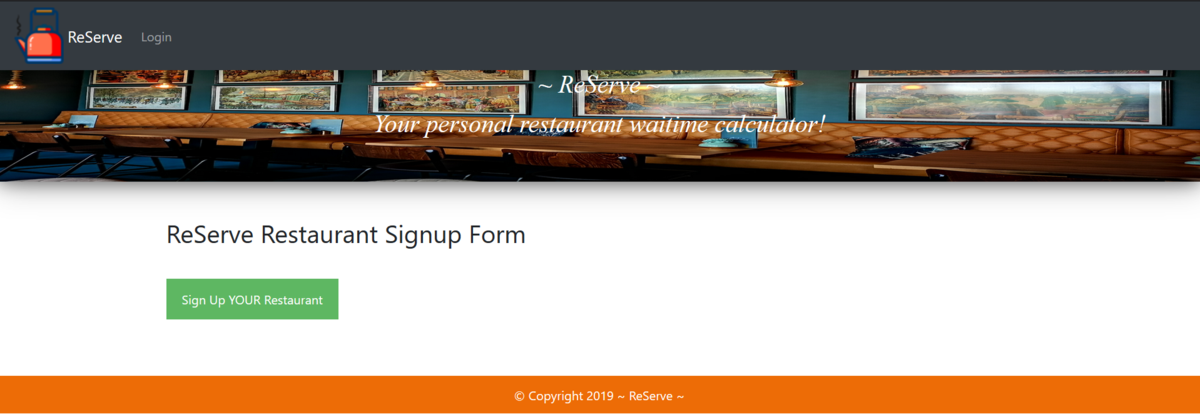 ReServe Login
~ ReServe
Your personal restaurant waitime calculator!
ReServe Restaurant Signup Form
Sign Up YOUR Restaurant
© Copyright 2019 ~ ReServe ~